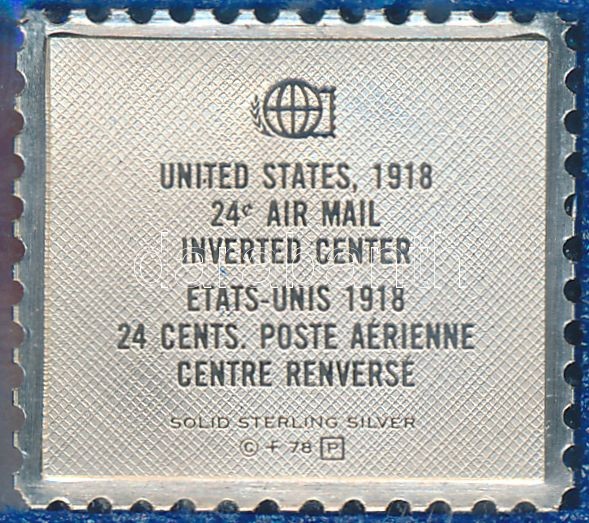 UNITED STATES, 1918
24¢ AIR MAIL
INVERTED CENTER
ETATS-UNIS 1918
24 CENTS. POSTE AÉRIENNE
CENTRE RENVERSÉ
SOLID STERLING SILVER
© F 78 P